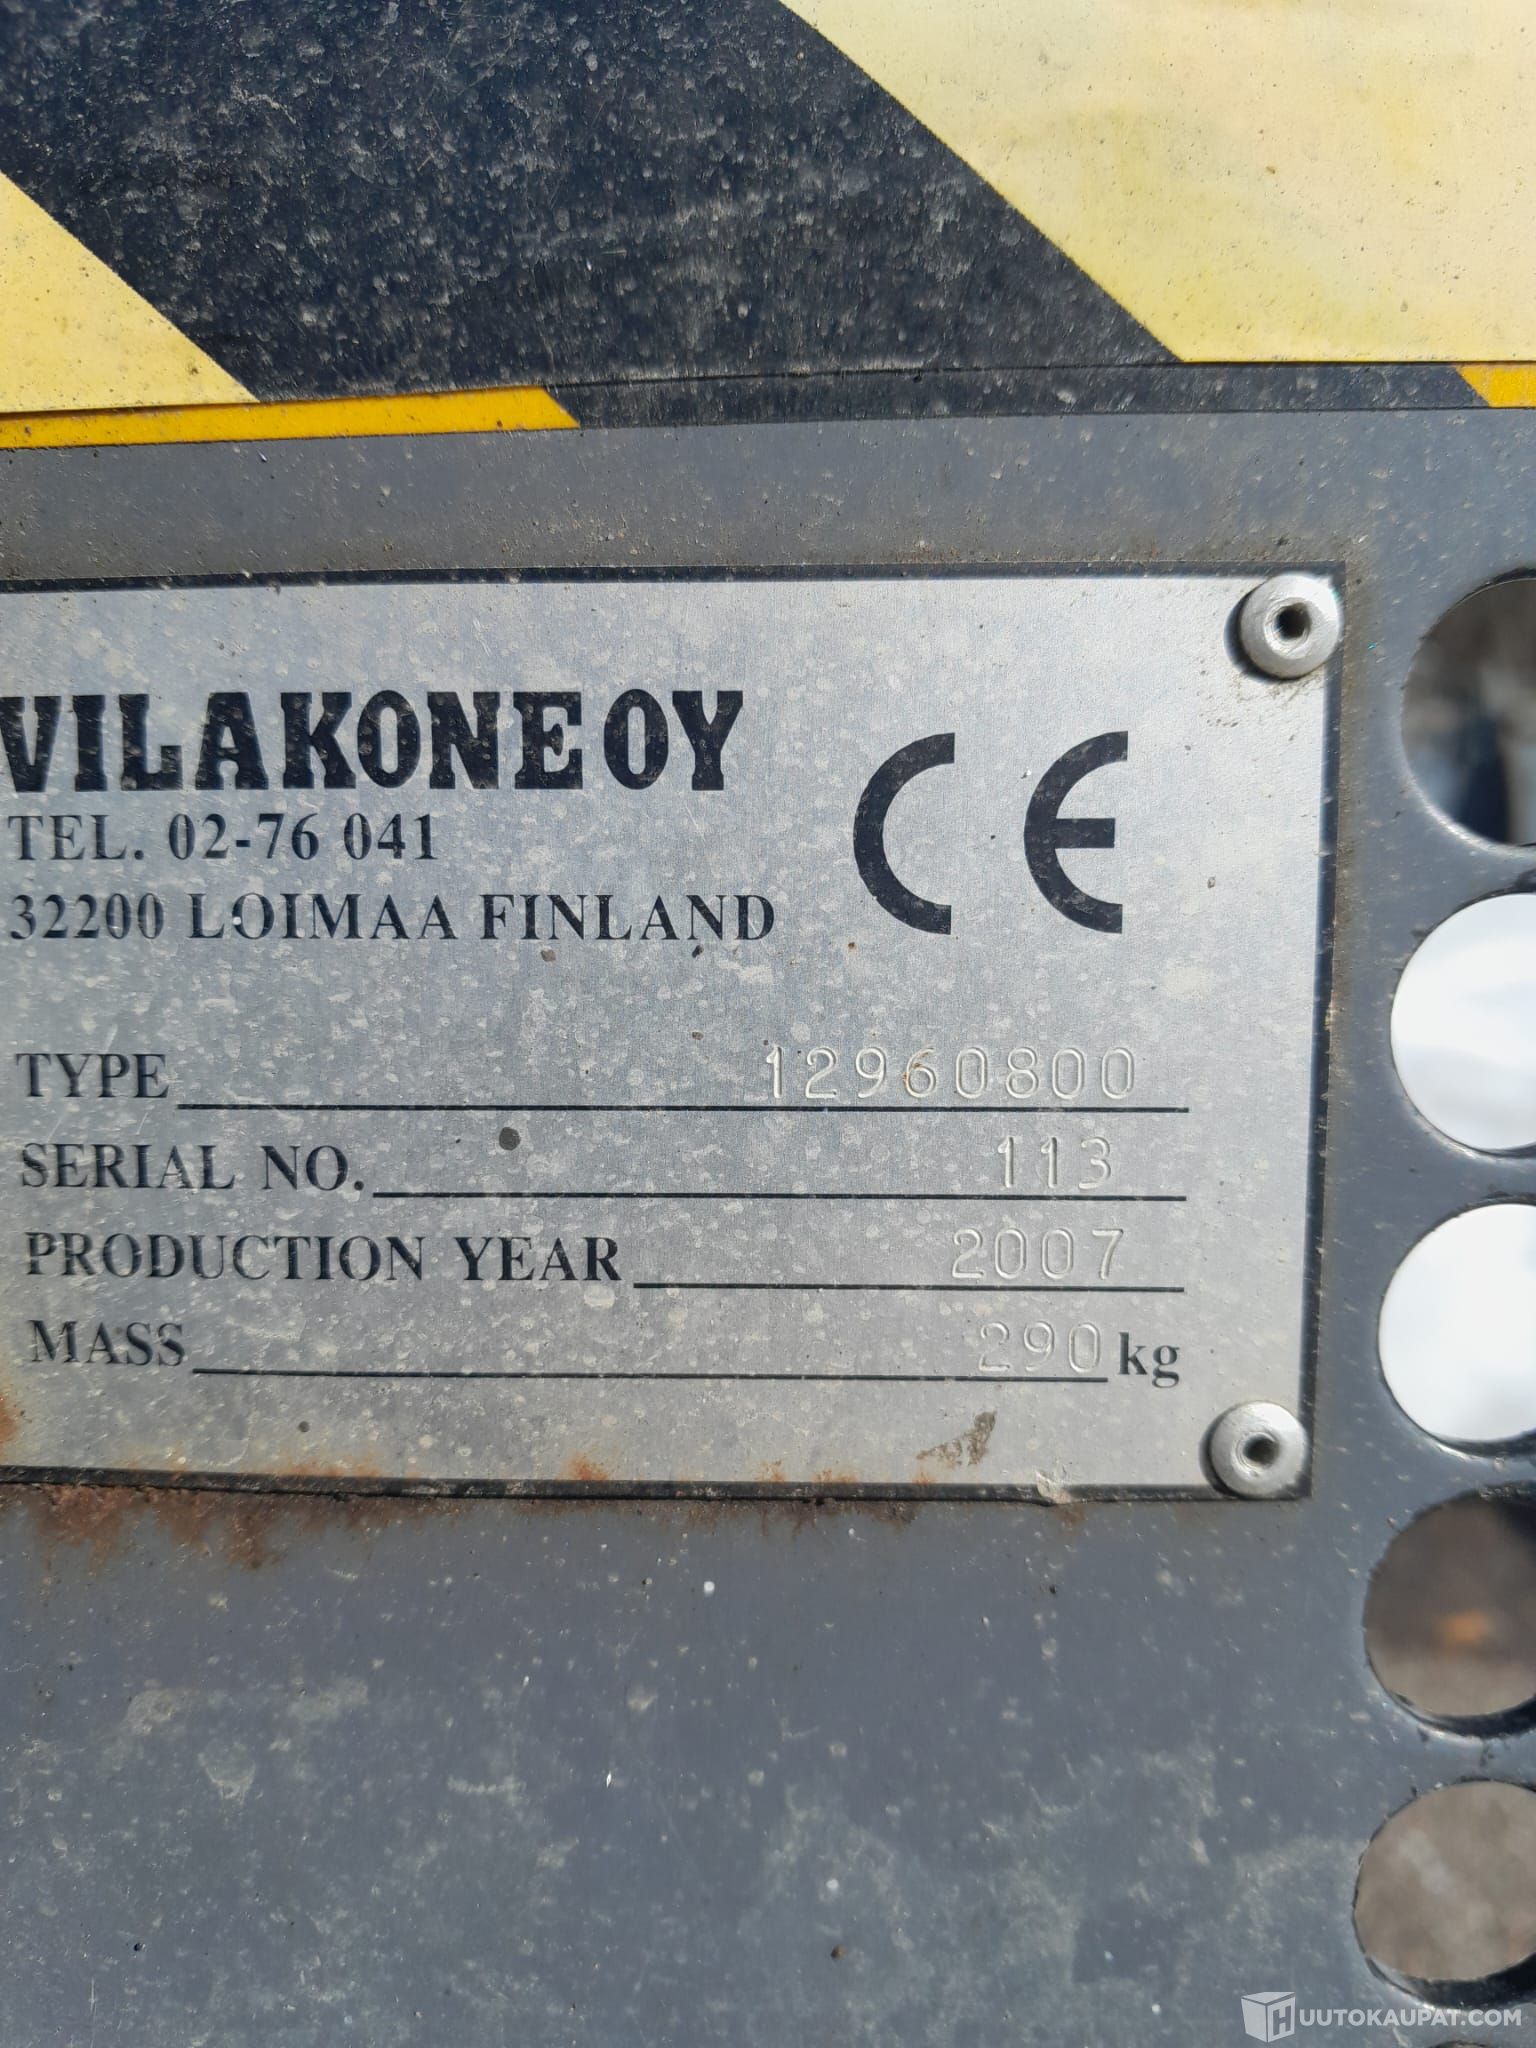 VILAKONE OY
TEL. 02-76 041
32200 LOIMAA FINLAND
CE
TYPE 12960800
SERIAL NO. 113
PRODUCTION YEAR 2007
MASS 290 kg
HUUTOKAUPAT.COM